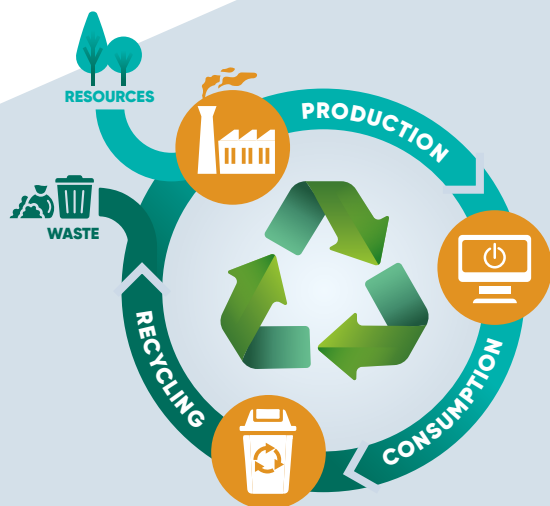 RESOURCES
PRODUCTION
WASTE
RECYCLING
CONSUMPTION